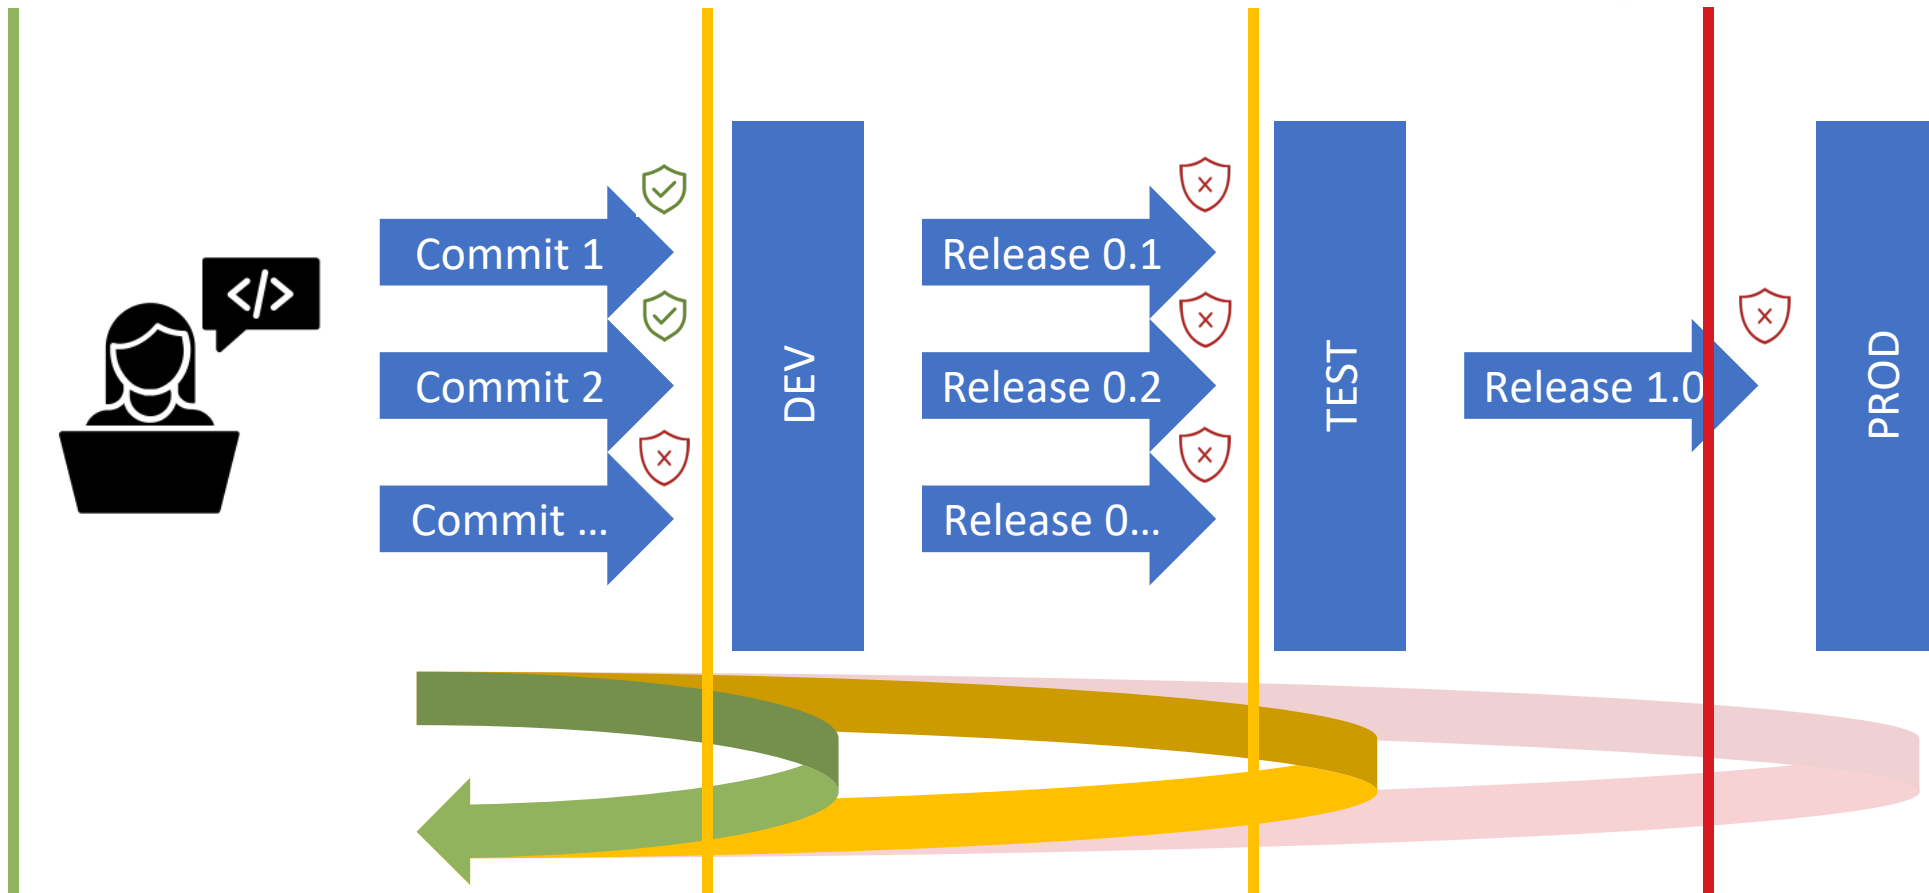 </>
Commit 1
Commit 2
Commit ...
DEV
Release 0.1
Release 0.2
Release 0...
TEST
Release 1.0
PROD